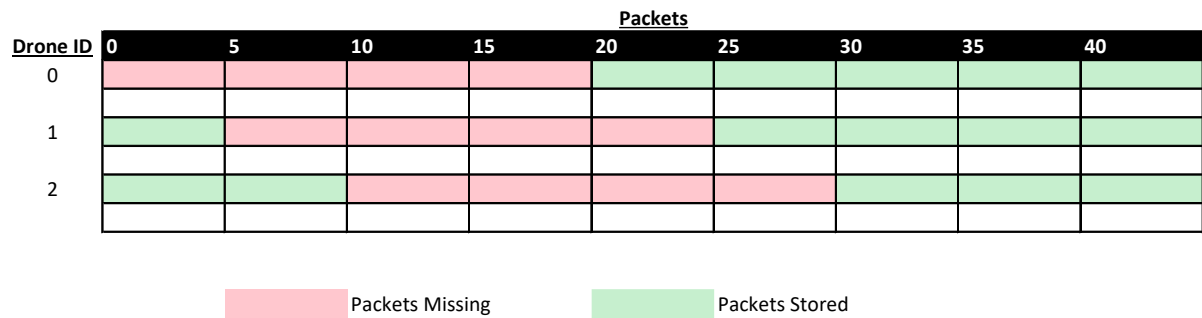 Packets
Drone ID 0 5 10 15 20 25 30 35 40
0
1
2
Packets Missing Packets Stored